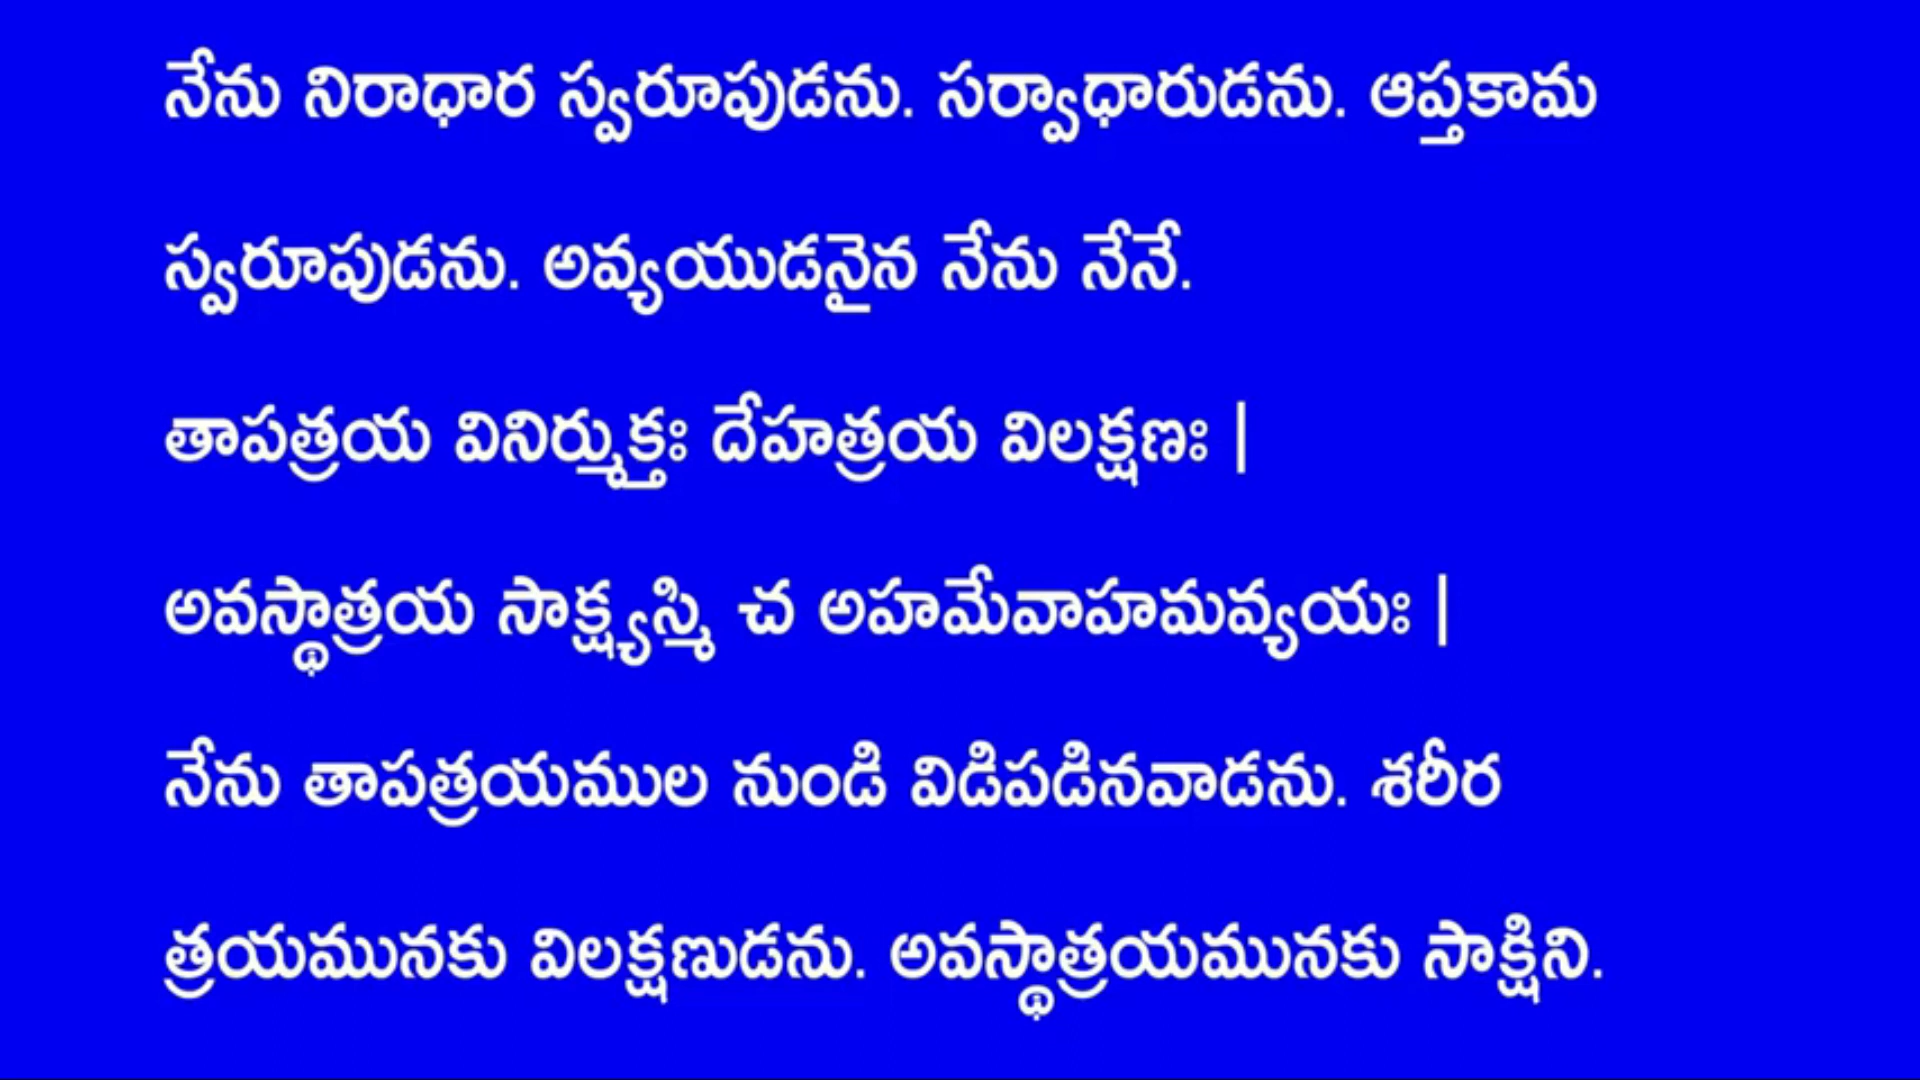 నేను నిరాధార స్వరూపుడను. సర్వాధారుడను. ఆప్తకామ
స్వరూపుడను. అవ్యయుడనైన నేను నేనే.
తాపత్రయ వినిర్ముక్తః దేహత్రయ విలక్షణః |
అవస్థాత్రయ సాక్ష్యస్మి చ అహమేవాహమవ్యయః |
నేను తాపత్రయముల నుండి విడిపడినవాడను. శరీర
త్రయమునకు విలక్షణుడను. అవస్థాత్రయమునకు సాక్షిని.